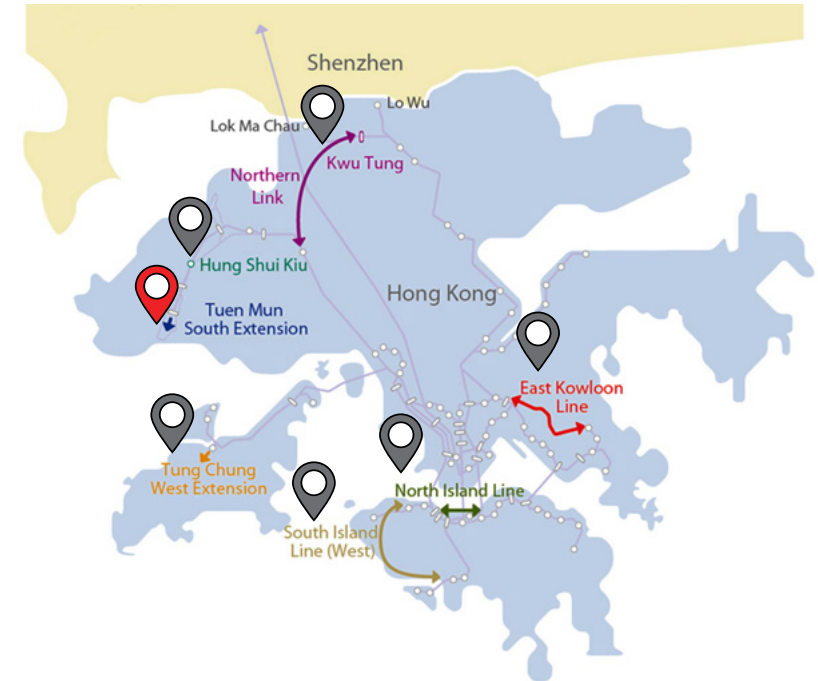 Shenzhen
Lo Wu
Lok Ma Chau
Kwu Tung
Northern
Link
Hung Shui Kiu
Hong Kong
Tuen Mun
South Extension
East Kowloon
Line
Tung Chung
West Extension
North Island Line
South Island
Line (West)